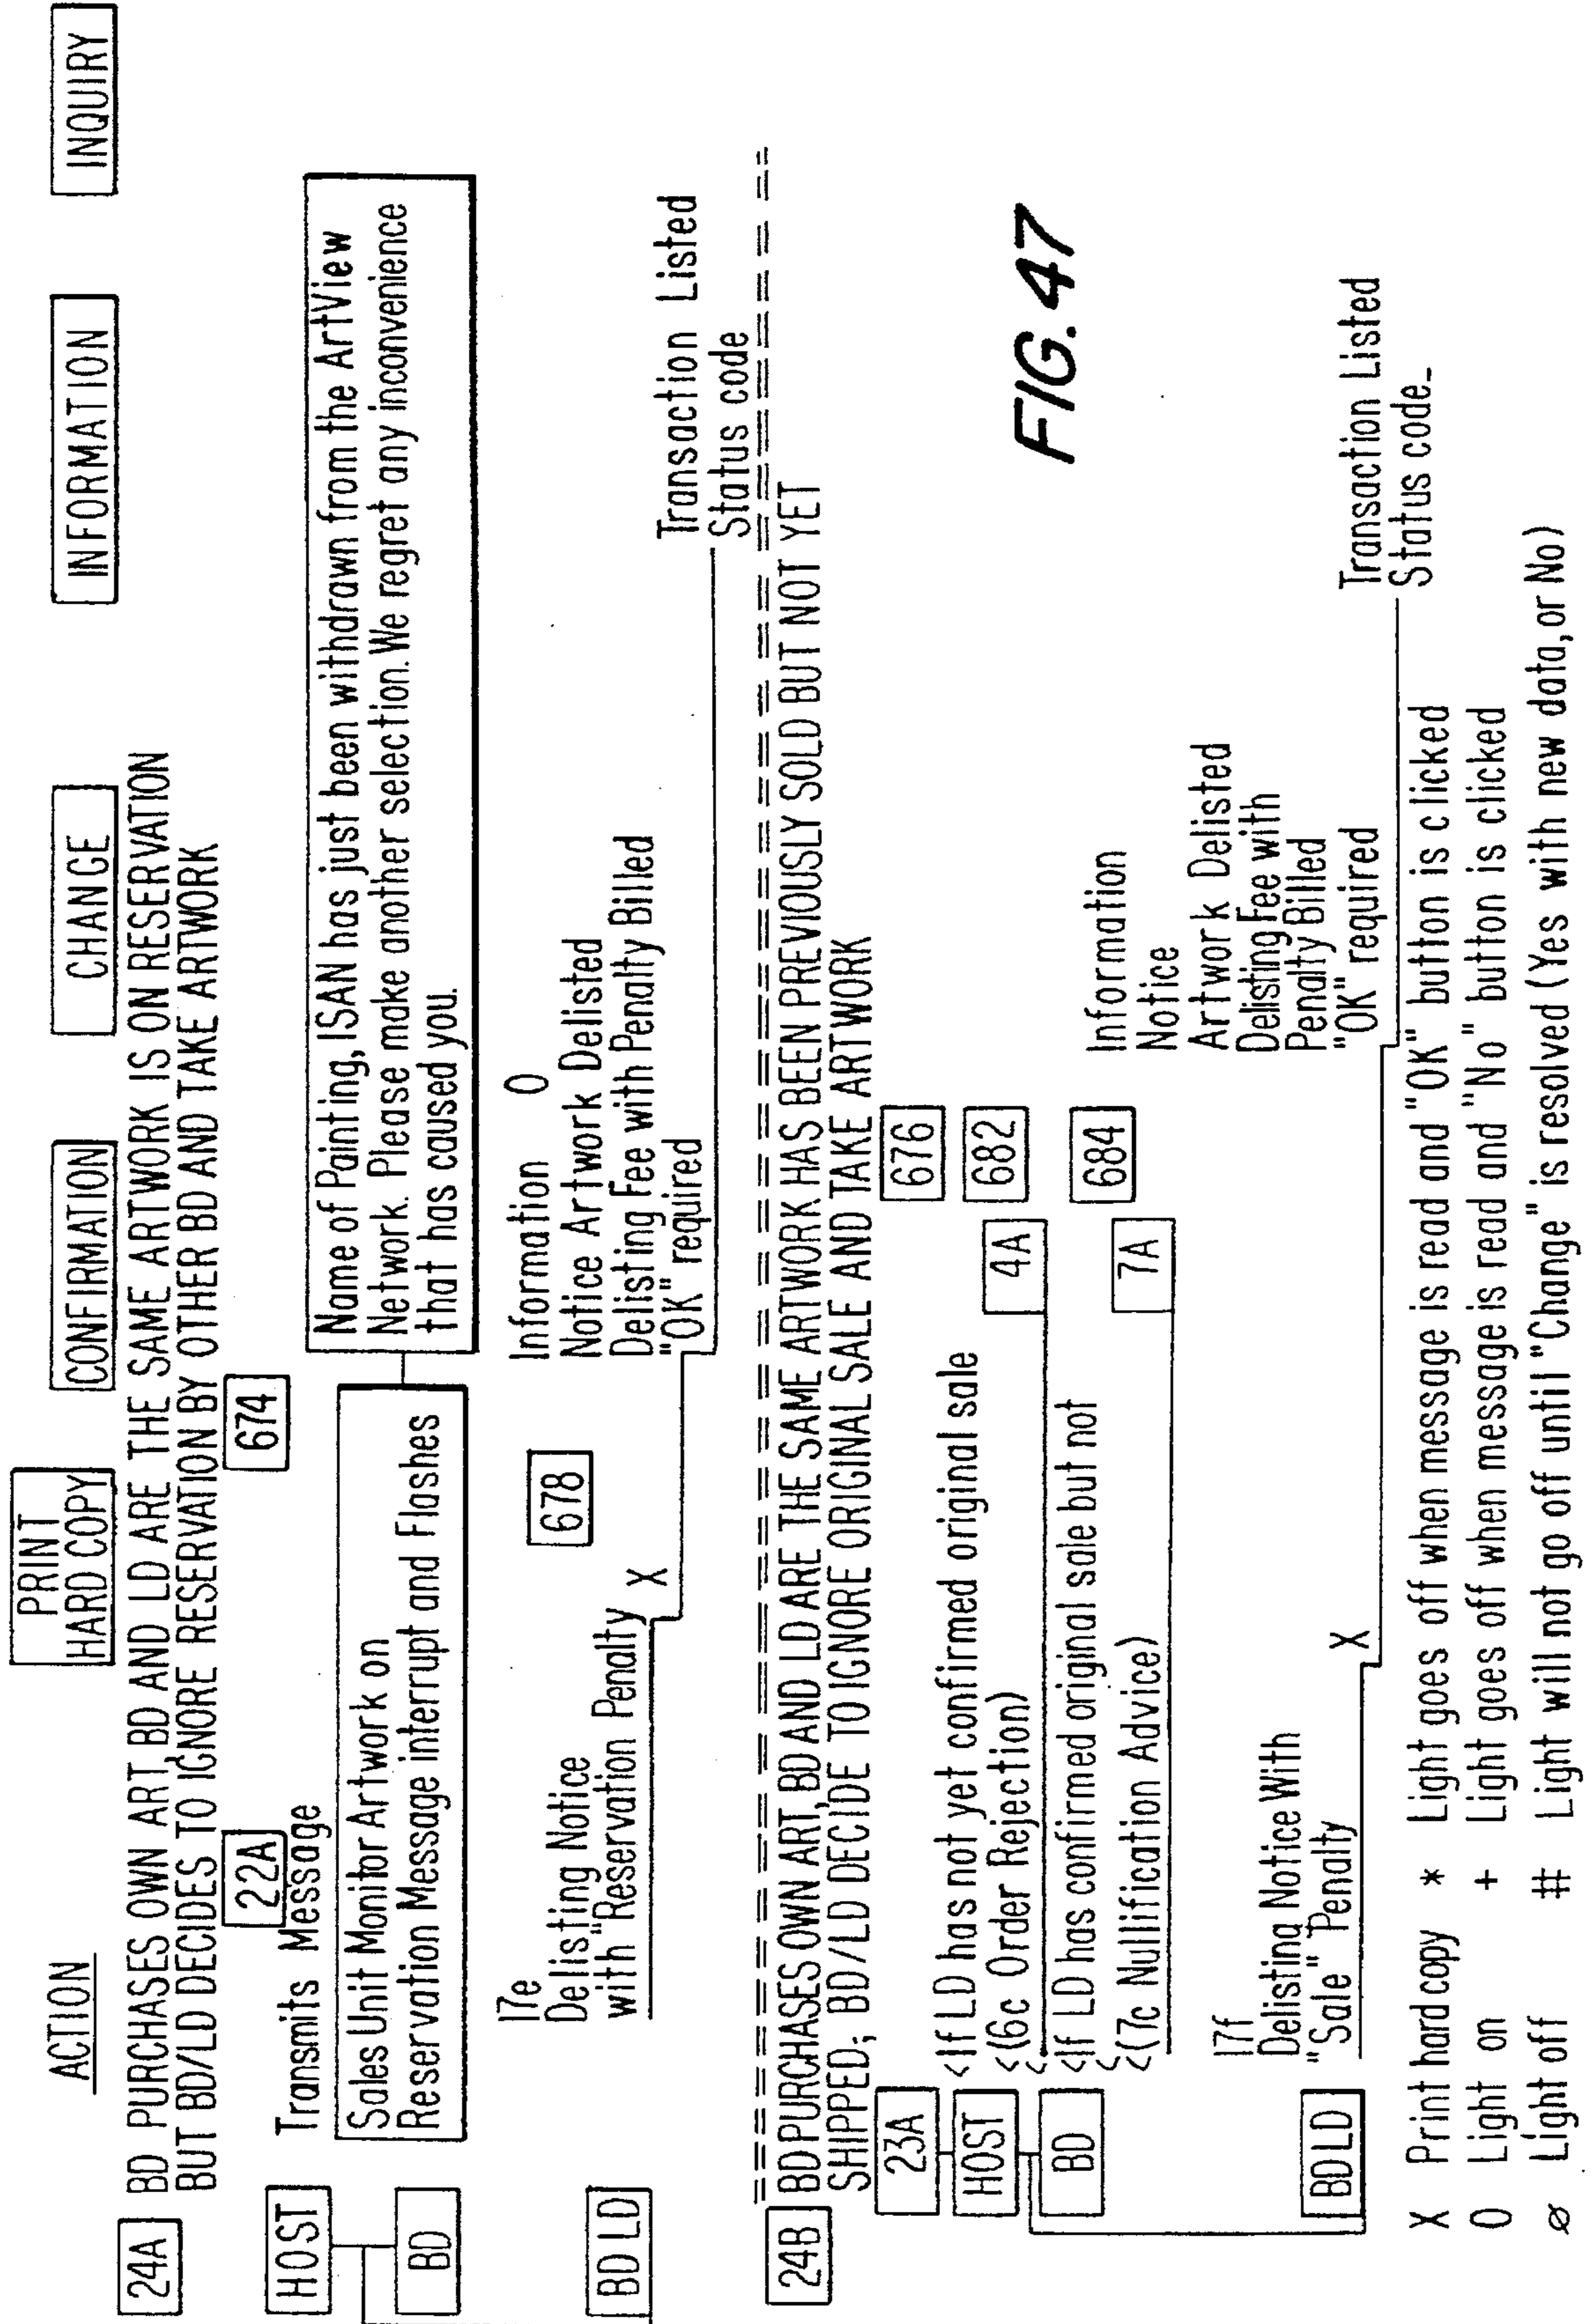 ACTION
PRINT
HARD COPY
CONFIRMATION
CHANGE
INFORMATION
INQUIRY
24A
BD PURCHASES OWN ART, BD AND LD ARE THE SAME ARTWORK IS ON RESERVATION
BUT BD/LD DECIDES TO IGNORE RESERVATION BY OTHER BD AND TAKE ARTWORK
22A
674
HOST
Transmits Message
BD
Sales Unit Monitor Artwork on
Reservation Message interrupt and Flashes
Name of Painting, ISAN has just been withdrawn from the ArtView
Network. Please make another selection. We regret any inconvenience
that has caused you.
BD LD
17e
Delisting Notice
with "Reservation Penalty
X
678
Information O
Notice Artwork Delisted
Delisting Fee with Penalty Billed
"OK" required
Transaction Listed
Status code
24B
BD PURCHASES OWN ART, BD AND LD ARE THE SAME ARTWORK HAS BEEN PREVIOUSLY SOLD BUT NOT YET
SHIPPED; BD/LD DECIDE TO IGNORE ORIGINAL SALE AND TAKE ARTWORK
23A
676
HOST
<If LD has not yet confirmed original sale
<(6c Order Rejection)
<
4A
682
BD
<If LD has confirmed original sale but not
<
<(7c Nullification Advice)
7A
684
FIG. 47
BD LD
17f
Delisting Notice With
"Sale" Penalty
X
Information
Notice
Artwork Delisted
Delisting Fee with
Penalty Billed
"OK" required
Transaction Listed
Status code_
X Print hard copy * Light goes off when message is read and "OK" button is clicked
O Light on + Light goes off when message is read and "No" button is clicked
∅ Light off # Light will not go off until "Change" is resolved (Yes with new data, or No)